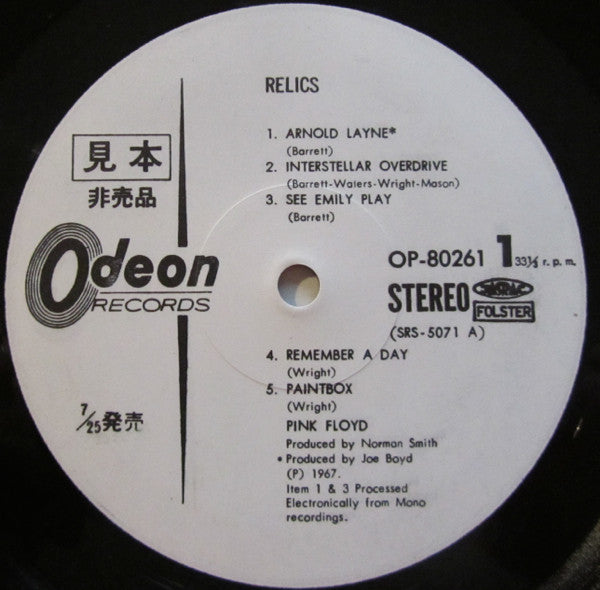 RELICS
1. ARNOLD LAYNE*
(Barrett)
2. INTERSTELLAR OVERDRIVE
(Barrett-Waters-Wright-Mason)
3. SEE EMILY PLAY
(Barrett)
見本
非売品
Odeon
RECORDS
OP-80261 1 33⅓ r. p. m.
STEREO
FOLSTER
(SRS-5071 A)
4. REMEMBER A DAY
(Wright)
5. PAINTBOX
(Wright)
7/25発売
PINK FLOYD
Produced by Norman Smith
* Produced by Joe Boyd
(P) 1967.
Item 1 & 3 Processed
Electronically from Mono
recordings.